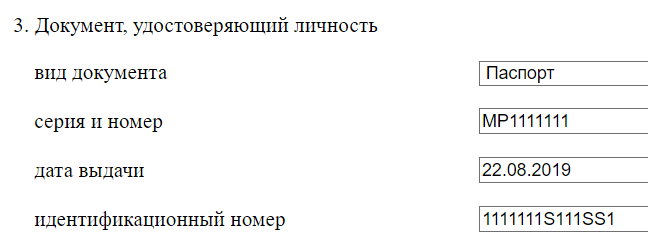 3. Документ, удостоверяющий личность
вид документа Паспорт
серия и номер MP1111111
дата выдачи 22.08.2019
идентификационный номер 1111111S111SS1